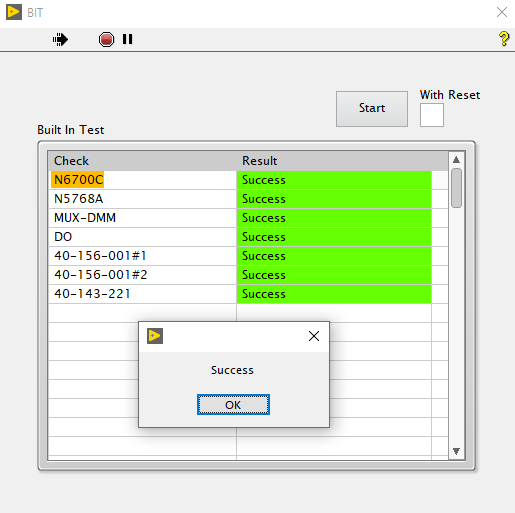 BIT
?
Start
With Reset
Built In Test
Check Result
N6700C Success
N5768A Success
MUX-DMM Success
DO Success
40-156-001#1 Success
40-156-001#2 Success
40-143-221 Success
Success
OK